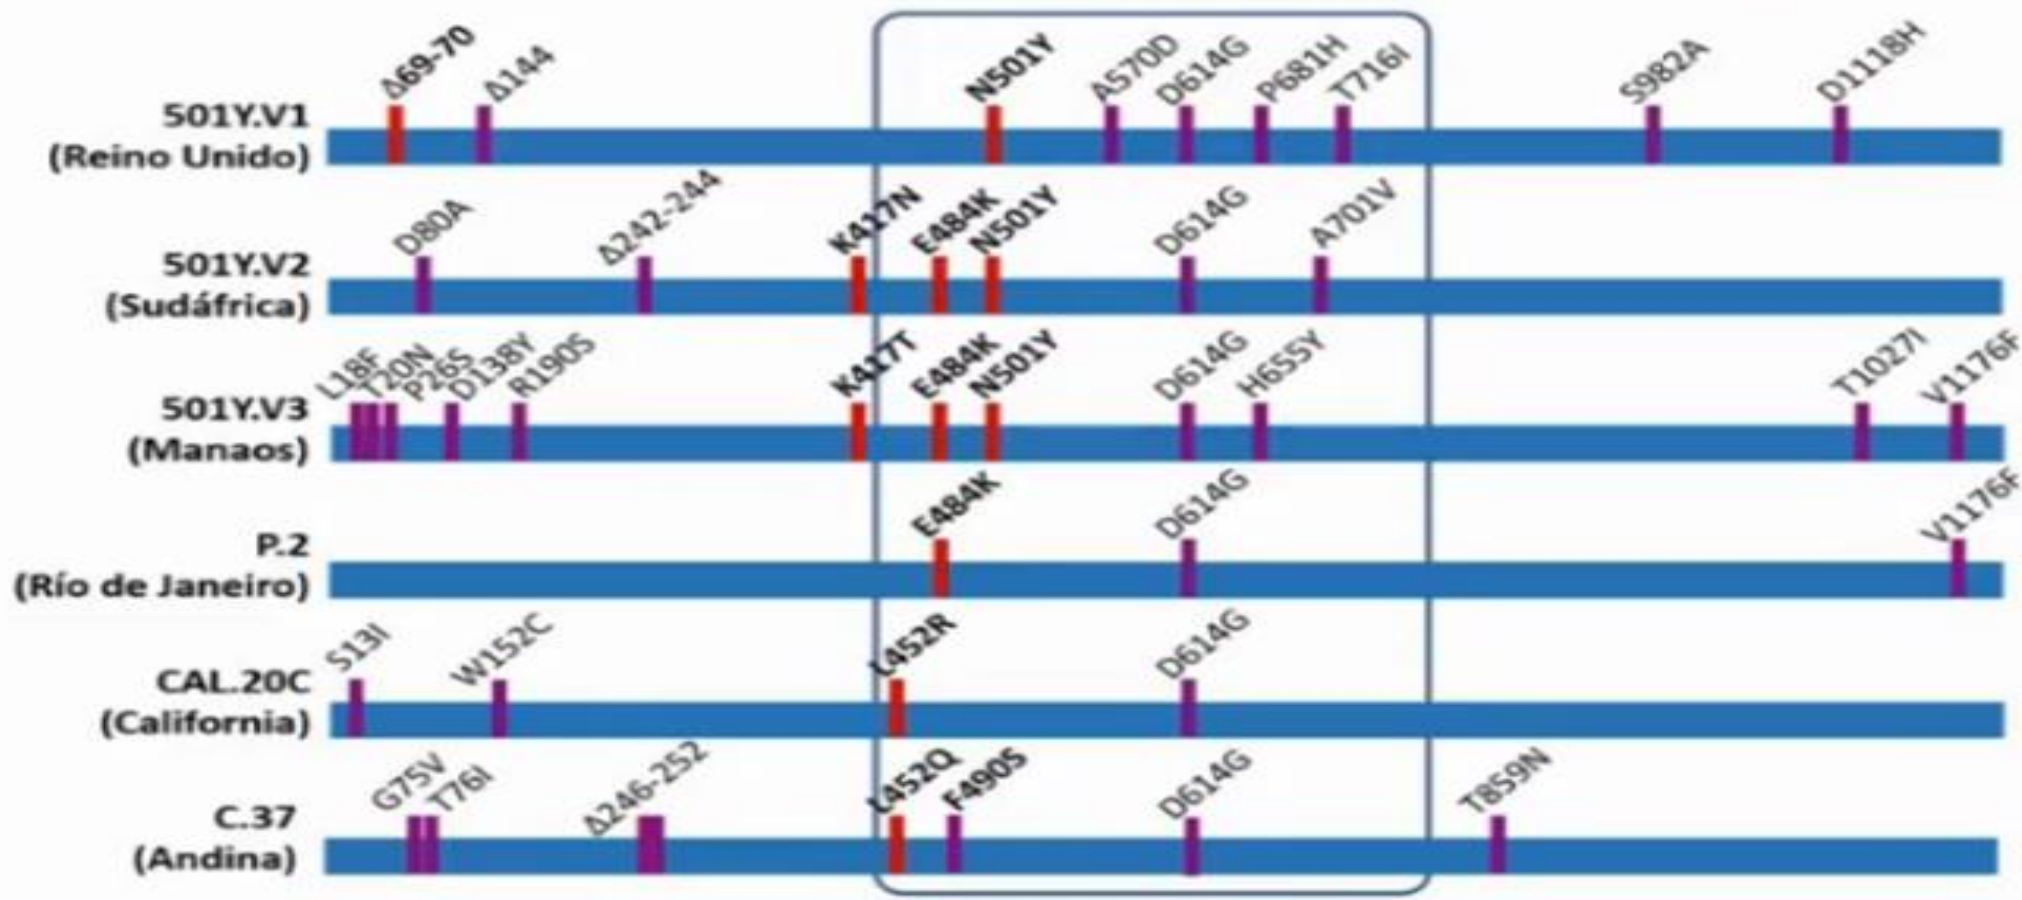 Δ69-70 Δ144 N501Y A570D D614G P681H T716I S982A D1118H
501Y.V1
(Reino Unido)
D80A Δ242-244 K417N E484K N501Y D614G A701V
501Y.V2
(Sudáfrica)
L18F T20N P26S D138Y R190S K417T E484K N501Y D614G H655Y T1027I V1176F
501Y.V3
(Manaos)
E484K D614G V1176F
P.2
(Río de Janeiro)
S13I W152C L452R D614G
CAL.20C
(California)
G75V T76I Δ246-252 L452Q F490S D614G T859N
C.37
(Andina)